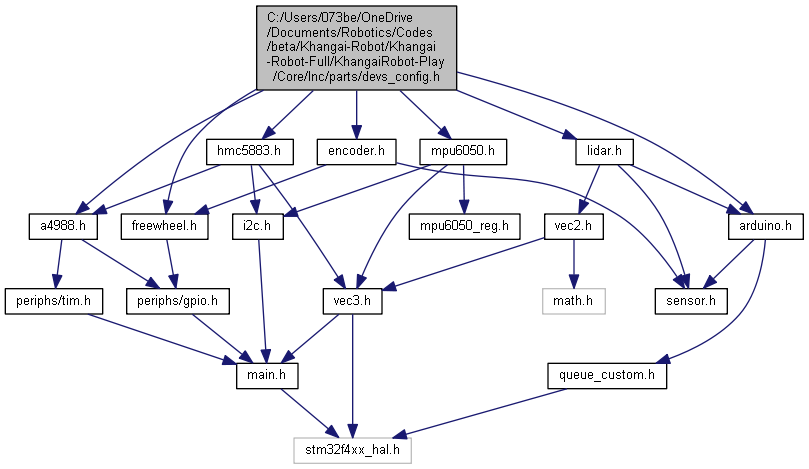 C:/Users/073be/OneDrive
/Documents/Robotics/Codes
/beta/Khangai-Robot/Khangai
-Robot-Full/KhangaiRobot-Play
/Core/Inc/parts/devs_config.h
hmc5883.h
encoder.h
mpu6050.h
lidar.h
a4988.h
freewheel.h
i2c.h
mpu6050_reg.h
vec2.h
arduino.h
periphs/tim.h
periphs/gpio.h
vec3.h
math.h
sensor.h
main.h
queue_custom.h
stm32f4xx_hal.h